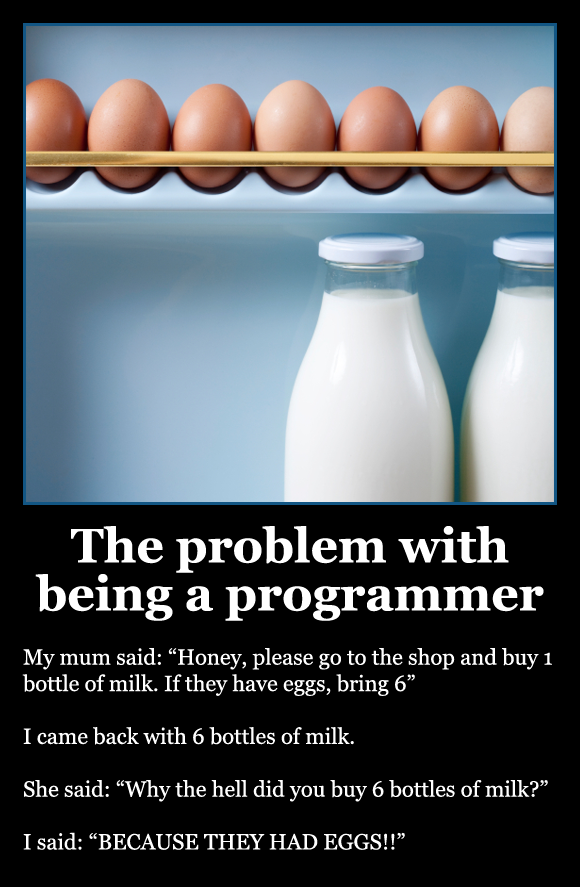 The problem with
being a programmer
My mum said: “Honey, please go to the shop and buy 1
bottle of milk. If they have eggs, bring 6”
I came back with 6 bottles of milk.
She said: “Why the hell did you buy 6 bottles of milk?”
I said: “BECAUSE THEY HAD EGGS!!”